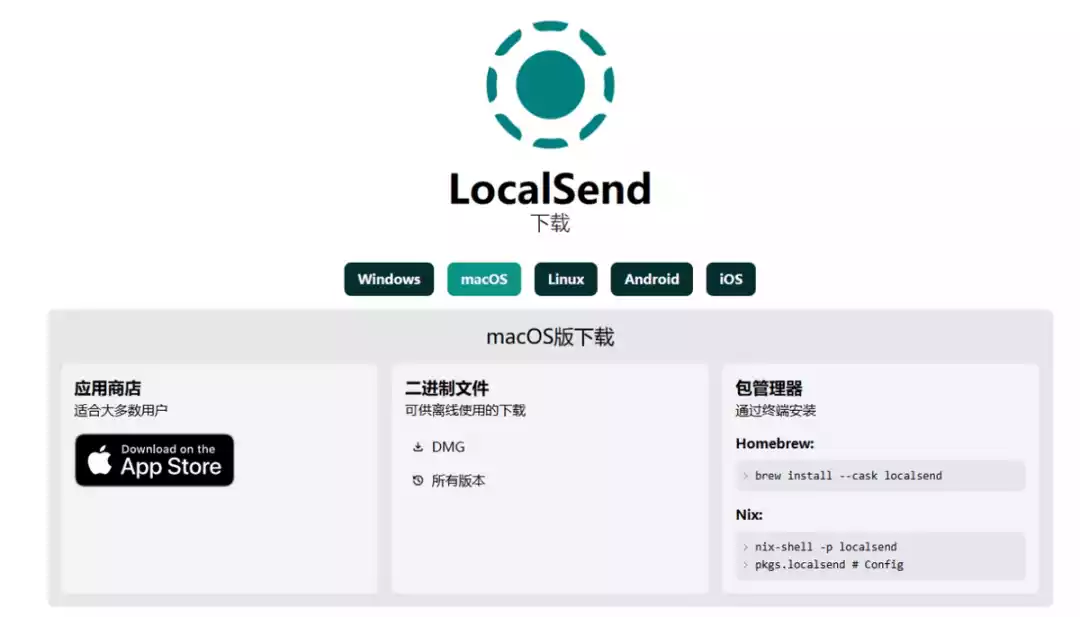 LocalSend
下载
Windows
macOS
Linux
Android
iOS
macOS版下载
应用商店
适合大多数用户
Download on the
App Store
二进制文件
可供离线使用的下载
DMG
所有版本
包管理器
通过终端安装
Homebrew:
> brew install --cask localsend
Nix:
> nix-shell -p localsend
> pkgs.localsend # Config